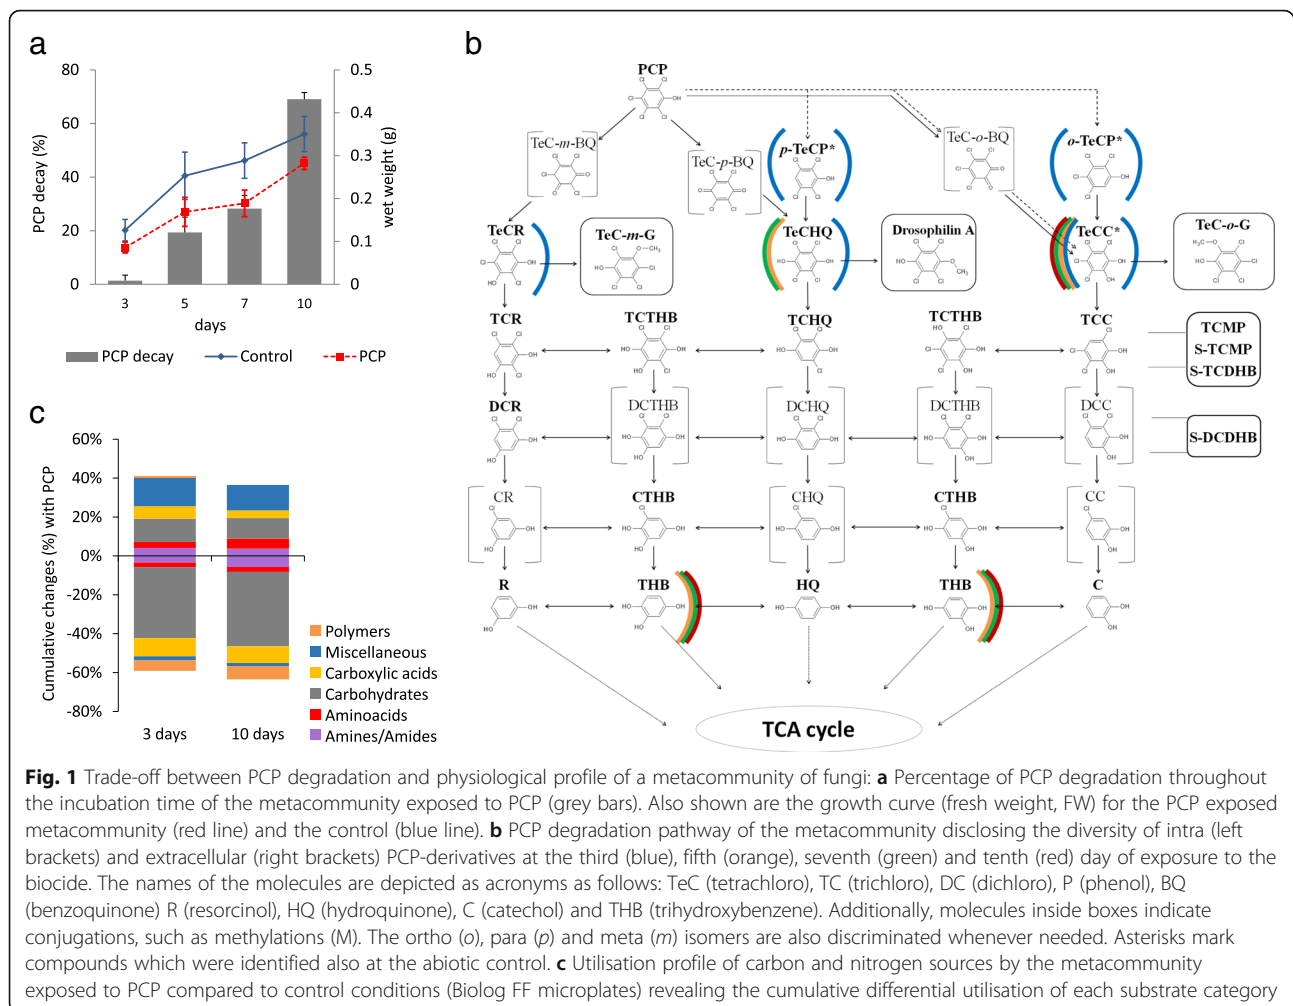 a
80
60
40
20
0
PCP decay (%)
0.5
0.4
0.3
0.2
0.1
0
wet weight (g)
3 5 7 10
days
PCP decay Control PCP
b
PCP
TeC-m-BQ
TeC-p-BQ
p-TeCP*
TeC-o-BQ
o-TeCP*
TeCR
TeC-m-G
TeCHQ
Drosophilin A
TeCC*
TeC-o-G
TCR
TCTHB
TCHQ
TCTHB
TCC
TCMP
S-TCMP
S-TCDHB
DCR
DCTHB
DCHQ
DCTHB
DCC
S-DCDHB
CR
CTHB
CHQ
CTHB
CC
R
THB
HQ
THB
C
TCA cycle
c
60%
40%
20%
0%
-20%
-40%
-60%
-80%
Cumulative changes (%) with PCP
3 days 10 days
Polymers
Miscellaneous
Carboxylic acids
Carbohydrates
Aminoacids
Amines/Amides
Fig. 1 Trade-off between PCP degradation and physiological profile of a metacommunity of fungi: a Percentage of PCP degradation throughout
the incubation time of the metacommunity exposed to PCP (grey bars). Also shown are the growth curve (fresh weight, FW) for the PCP exposed
metacommunity (red line) and the control (blue line). b PCP degradation pathway of the metacommunity disclosing the diversity of intra (left
brackets) and extracellular (right brackets) PCP-derivatives at the third (blue), fifth (orange), seventh (green) and tenth (red) day of exposure to the
biocide. The names of the molecules are depicted as acronyms as follows: TeC (tetrachloro), TC (trichloro), DC (dichloro), P (phenol), BQ
(benzoquinone) R (resorcinol), HQ (hydroquinone), C (catechol) and THB (trihydroxybenzene). Additionally, molecules inside boxes indicate
conjugations, such as methylations (M). The ortho (o), para (p) and meta (m) isomers are also discriminated whenever needed. Asterisks mark
compounds which were identified also at the abiotic control. c Utilisation profile of carbon and nitrogen sources by the metacommunity
exposed to PCP compared to control conditions (Biolog FF microplates) revealing the cumulative differential utilisation of each substrate category